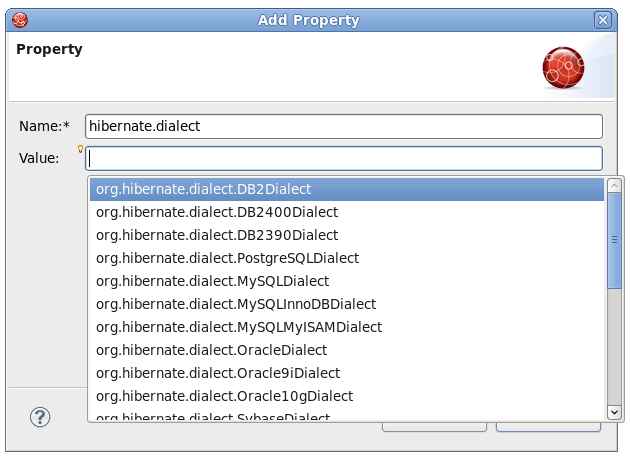 Add Property
Property
Name:* hibernate.dialect
Value:
org.hibernate.dialect.DB2Dialect
org.hibernate.dialect.DB2400Dialect
org.hibernate.dialect.DB2390Dialect
org.hibernate.dialect.PostgreSQLDialect
org.hibernate.dialect.MySQLDialect
org.hibernate.dialect.MySQLInnoDBDialect
org.hibernate.dialect.MySQLMyISAMDialect
org.hibernate.dialect.OracleDialect
org.hibernate.dialect.Oracle9iDialect
org.hibernate.dialect.Oracle10gDialect
org.hibernate.dialect.SybaseDialect
?